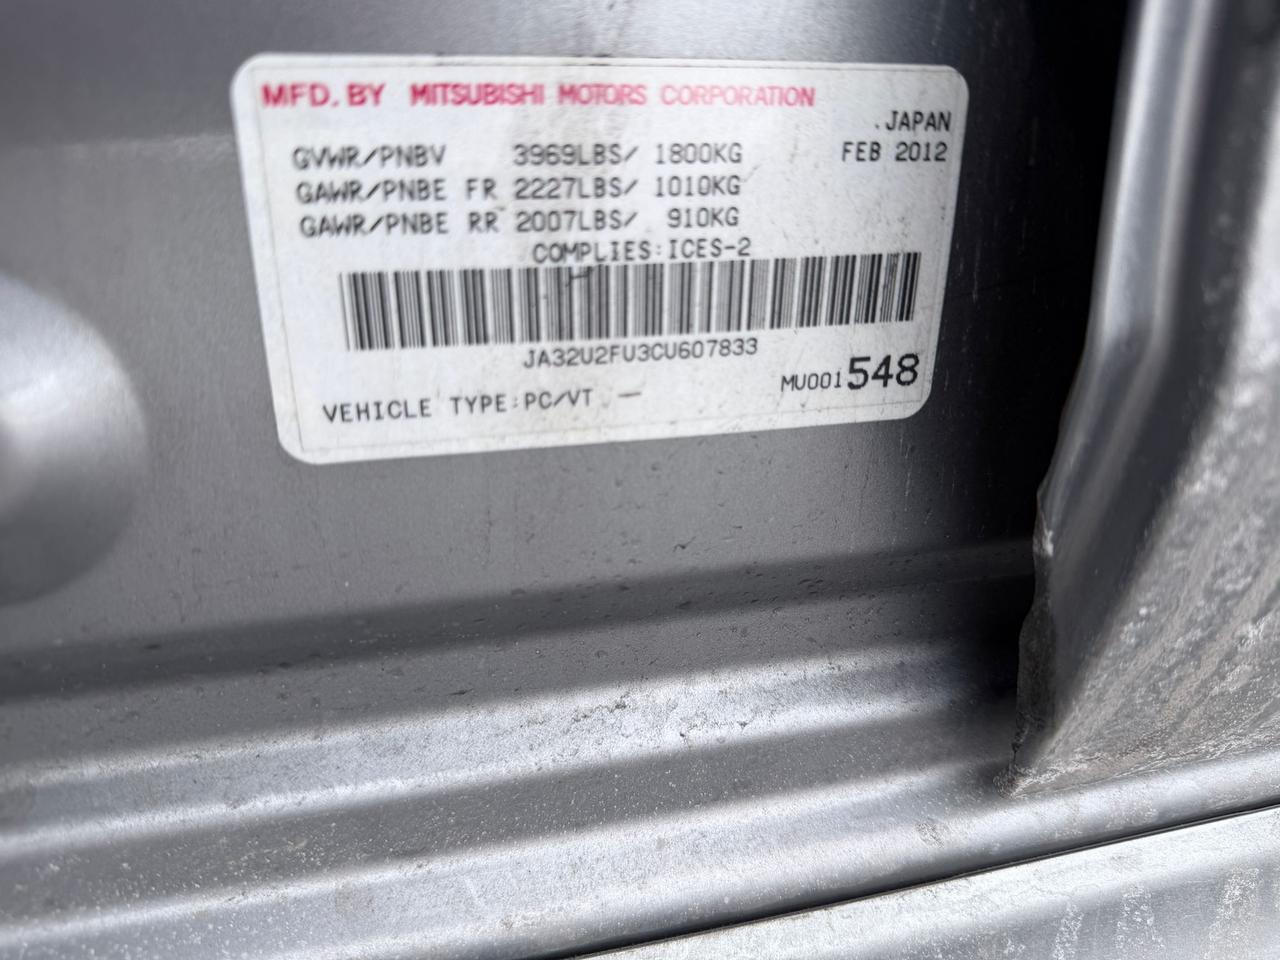 MFD. BY MITSUBISHI MOTORS CORPORATION
JAPAN
GVWR/PNBV 3969LBS/ 1800KG FEB 2012
GAWR/PNBE FR 2227LBS/ 1010KG
GAWR/PNBE RR 2007LBS/ 910KG
COMPLIES:ICES-2
JA32U2FU3CU607833
MU001548
VEHICLE TYPE:PC/VT —